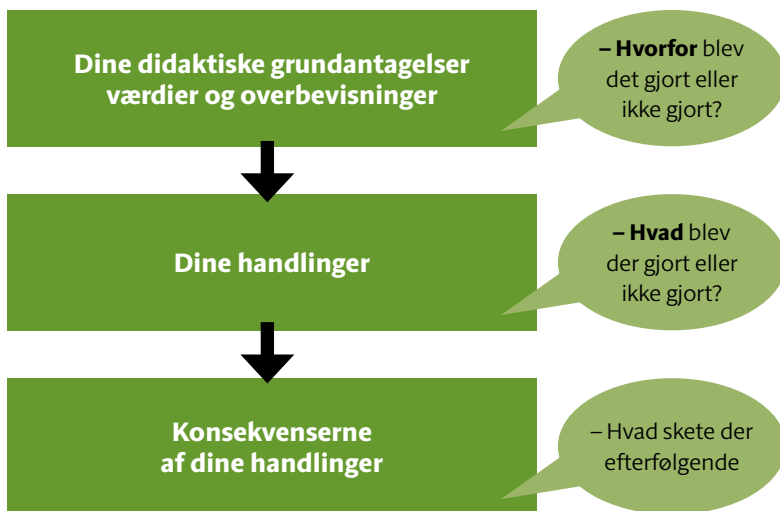 Dine didaktiske grundantagelser
værdier og overbevisninger
– Hvorfor blev
det gjort eller
ikke gjort?
Dine handlinger
– Hvad blev
der gjort eller
ikke gjort?
Konsekvenserne
af dine handlinger
– Hvad skete der
efterfølgende